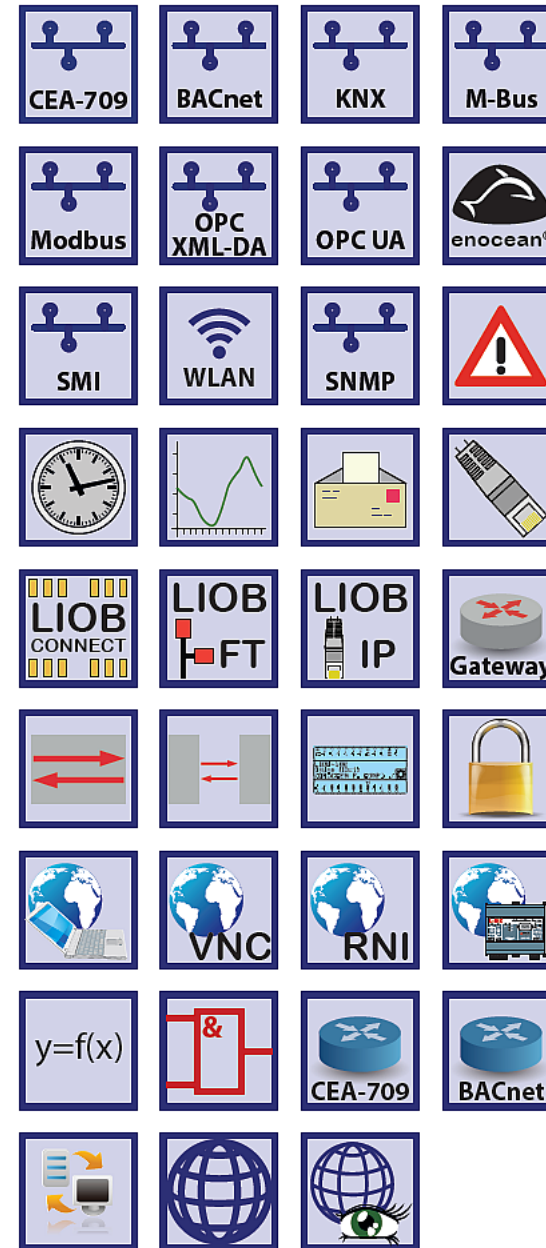 CEA-709
BACnet
KNX
M-Bus
Modbus
OPC
XML-DA
OPC UA
enocean®
SMI
WLAN
SNMP
!
LIOB
CONNECT
LIOB
FT
LIOB
IP
Gateway
VNC
RNI
y=f(x)
&
CEA-709
BACnet